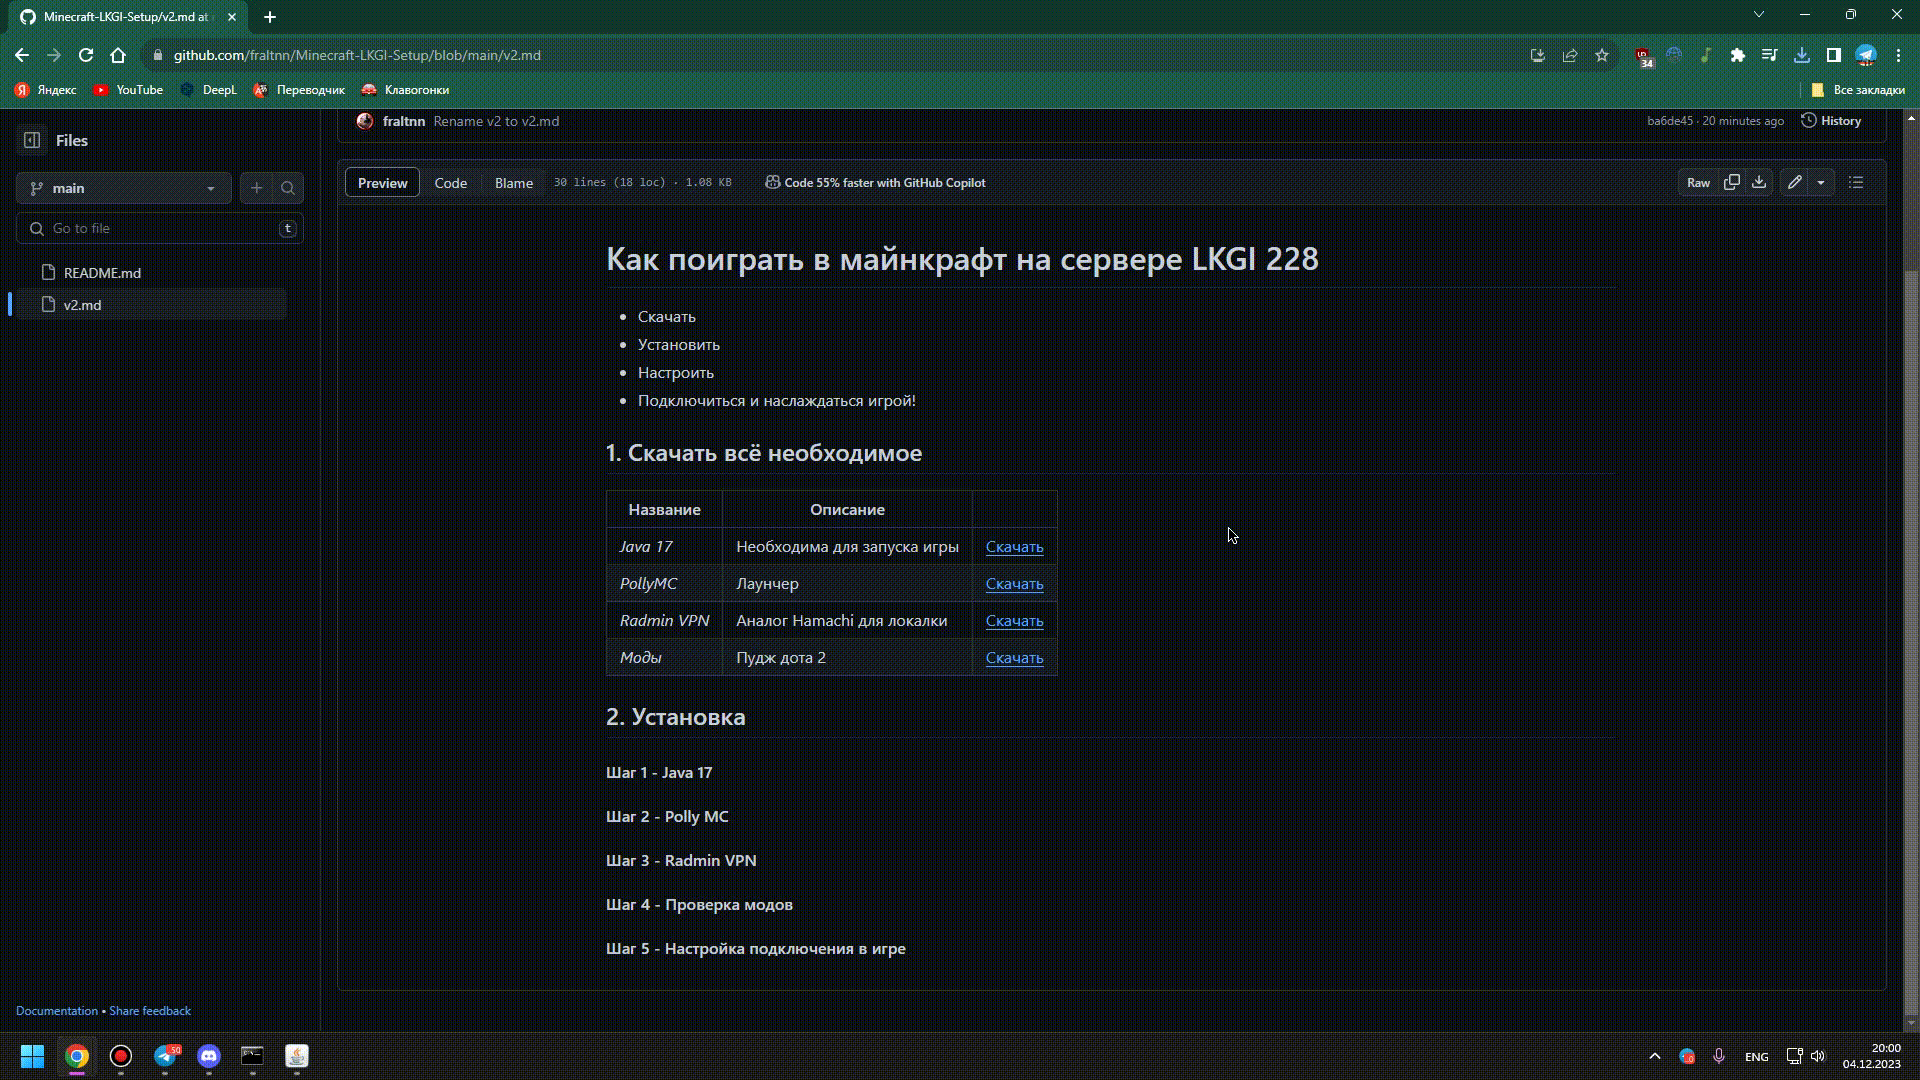 Minecraft-LKGI-Setup/v2.md at
github.com/fraltnn/Minecraft-LKGI-Setup/blob/main/v2.md
34
Яндекс
YouTube
DeepL
Переводчик
Клавогонки
Все закладки
Files
main
Go to file
t
README.md
v2.md
Documentation • Share feedback
fraltnn Rename v2 to v2.md
ba6de45 · 20 minutes ago
History
Preview
Code
Blame
30 lines (18 loc) · 1.08 KB
Code 55% faster with GitHub Copilot
Raw
Как поиграть в майнкрафт на сервере LKGI 228
• Скачать
• Установить
• Настроить
• Подключиться и наслаждаться игрой!
1. Скачать всё необходимое
Название Описание
Java 17 Необходима для запуска игры Скачать
PollyMC Лаунчер Скачать
Radmin VPN Аналог Hamachi для локалки Скачать
Моды Пудж дота 2 Скачать
2. Установка
Шаг 1 - Java 17
Шаг 2 - Polly MC
Шаг 3 - Radmin VPN
Шаг 4 - Проверка модов
Шаг 5 - Настройка подключения в игре
ENG
20:00
04.12.2023